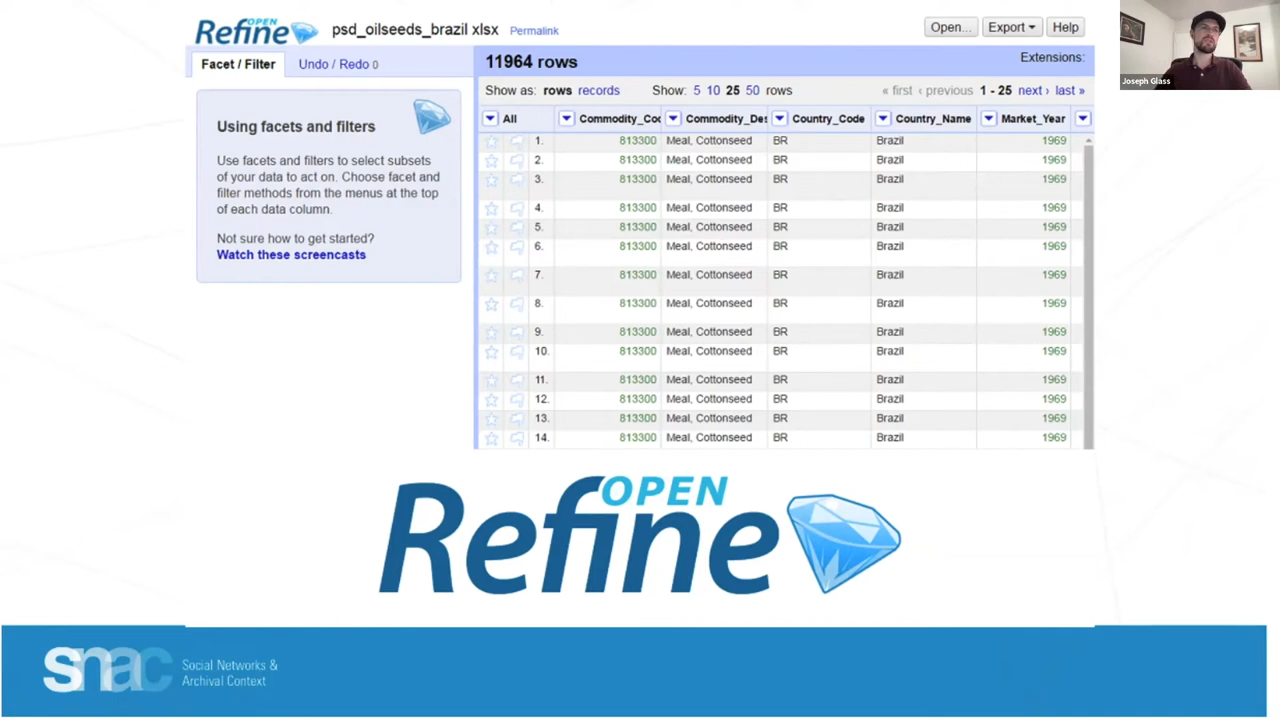 OPEN
Refine psd_oilseeds_brazil xlsx Permalink Open... Export Help
Joseph Glass
Facet / Filter Undo / Redo 0
11964 rows Extensions:
Show as: rows records Show: 5 10 25 50 rows « first ‹ previous 1 - 25 next › last »
Using facets and filters
Use facets and filters to select subsets
of your data to act on. Choose facet and
filter methods from the menus at the top
of each data column.
Not sure how to get started?
Watch these screencasts
All Commodity_Coc Commodity_Des Country_Code Country_Name Market_Year
1. 813300 Meal, Cottonseed BR Brazil 1969
2. 813300 Meal, Cottonseed BR Brazil 1969
3. 813300 Meal, Cottonseed BR Brazil 1969
4. 813300 Meal, Cottonseed BR Brazil 1969
5. 813300 Meal, Cottonseed BR Brazil 1969
6. 813300 Meal, Cottonseed BR Brazil 1969
7. 813300 Meal, Cottonseed BR Brazil 1969
8. 813300 Meal, Cottonseed BR Brazil 1969
9. 813300 Meal, Cottonseed BR Brazil 1969
10. 813300 Meal, Cottonseed BR Brazil 1969
11. 813300 Meal, Cottonseed BR Brazil 1969
12. 813300 Meal, Cottonseed BR Brazil 1969
13. 813300 Meal, Cottonseed BR Brazil 1969
14. 813300 Meal, Cottonseed BR Brazil 1969
OPEN
Refine
snac
Social Networks &
Archival Context